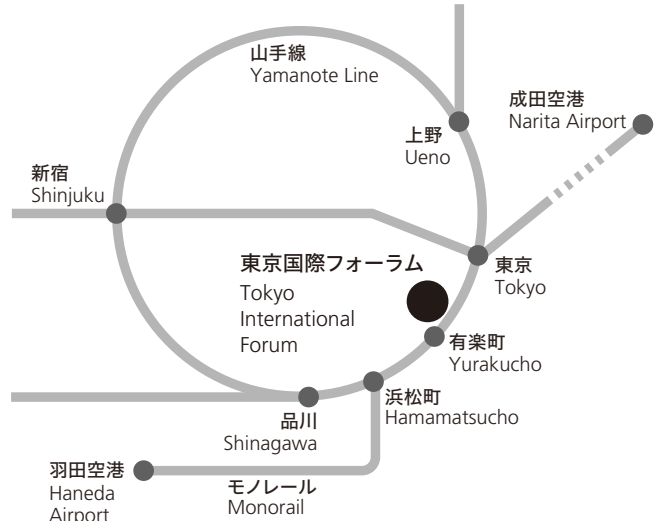 山手線
Yamanote Line
成田空港
Narita Airport
上野
Ueno
新宿
Shinjuku
東京国際フォーラム
Tokyo
International
Forum
東京
Tokyo
有楽町
Yurakucho
浜松町
Hamamatsucho
品川
Shinagawa
羽田空港
Haneda
Airport
モノレール
Monorail